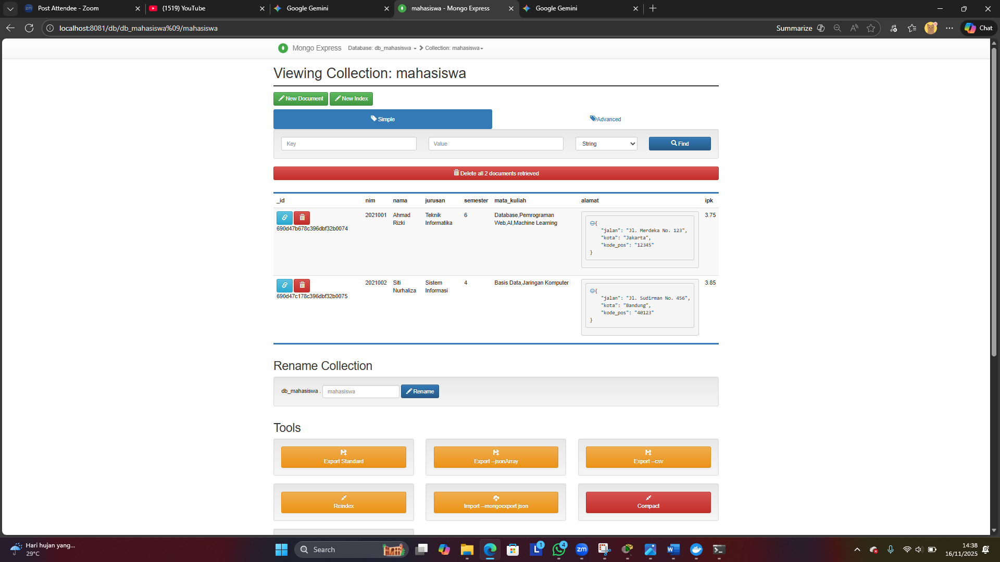 Post Attendee - Zoom
(1519) YouTube
Google Gemini
mahasiswa - Mongo Express
Google Gemini
localhost:8081/db/db_mahasiswa%09/mahasiswa
Summarize
Chat
Mongo Express Database: db_mahasiswa Collection: mahasiswa
Viewing Collection: mahasiswa
New Document New Index
Simple Advanced
Key Value String Find
Delete all 2 documents retrieved
_id nim nama jurusan semester mata_kuliah alamat ipk
690d47b678c396dbf32b0074
2021001
Ahmad
Rizki
Teknik
Informatika
6
Database,Pemrograman
Web,AI,Machine Learning
{
"jalan": "Jl. Merdeka No. 123",
"kota": "Jakarta",
"kode_pos": "12345"
}
3.75
690d47c178c396dbf32b0075
2021002
Siti
Nurhaliza
Sistem
Informasi
4
Basis Data,Jaringan Komputer
{
"jalan": "Jl. Sudirman No. 456",
"kota": "Bandung",
"kode_pos": "40123"
}
3.85
Rename Collection
db_mahasiswa . mahasiswa Rename
Tools
Export Standard
Export --jsonArray
Export --csv
Reindex
Import --mongoexport json
Compact
Hari hujan yang...
29°C
Search
1
4
14:38
16/11/2025